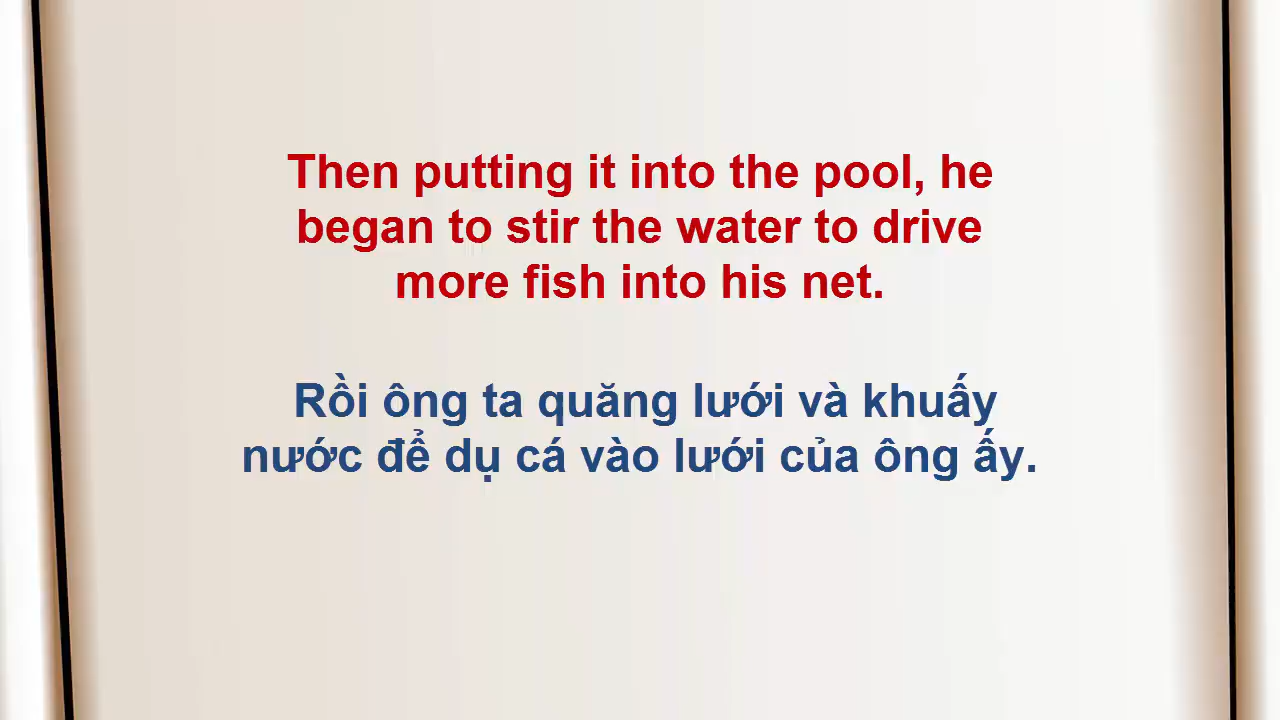 Then putting it into the pool, he
began to stir the water to drive
more fish into his net.
Rồi ông ta quăng lưới và khuấy
nước để dụ cá vào lưới của ông ấy.